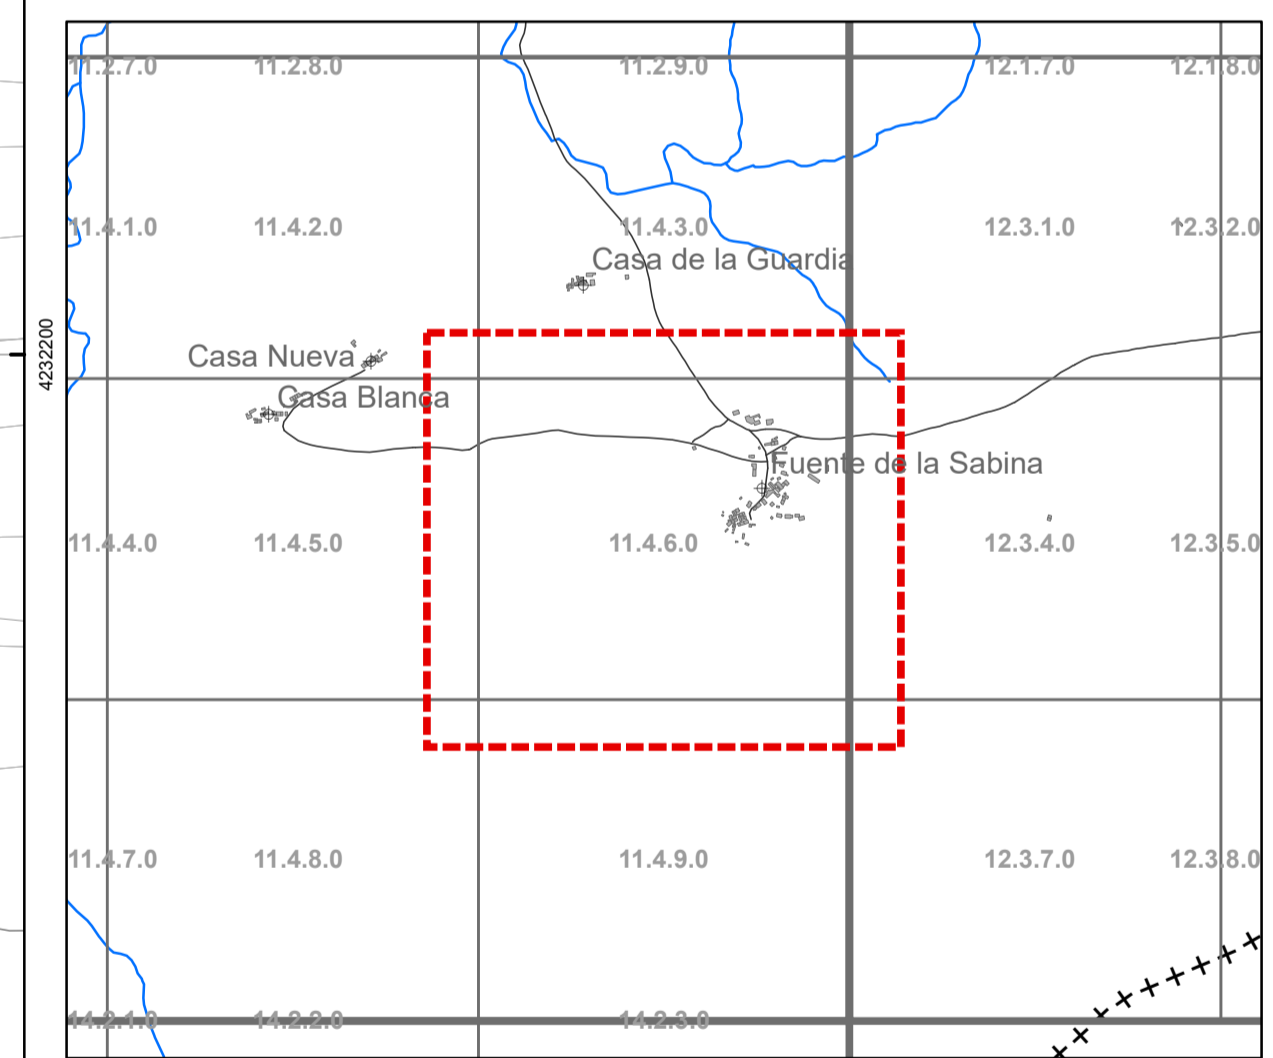 11.2.7.0 11.2.8.0 11.2.9.0 12.1.7.0 12.1.8.0
11.4.1.0 11.4.2.0 11.4.3.0 12.3.1.0 12.3.2.0
Casa de la Guardia
4232200
Casa Nueva
Casa Blanca
Fuente de la Sabina
11.4.4.0 11.4.5.0 11.4.6.0 12.3.4.0 12.3.5.0
11.4.7.0 11.4.8.0 11.4.9.0 12.3.7.0 12.3.8.0
14.2.1.0 14.2.2.0 14.2.3.0